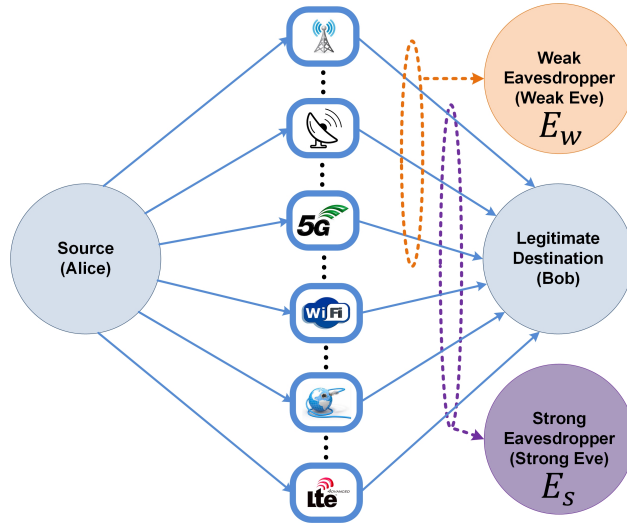 Weak
Eavesdropper
(Weak Eve)
E_w
5G
Source
(Alice)
Legitimate
Destination
(Bob)
WiFi
Strong
Eavesdropper
(Strong Eve)
E_s
Lte
ADVANCED